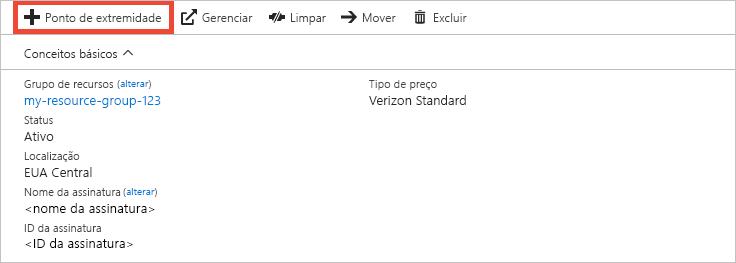 Ponto de extremidade Gerenciar Limpar Mover Excluir
Conceitos básicos
Grupo de recursos (alterar) Tipo de preço
my-resource-group-123 Verizon Standard
Status
Ativo
Localização
EUA Central
Nome da assinatura (alterar)
<nome da assinatura>
ID da assinatura
<ID da assinatura>